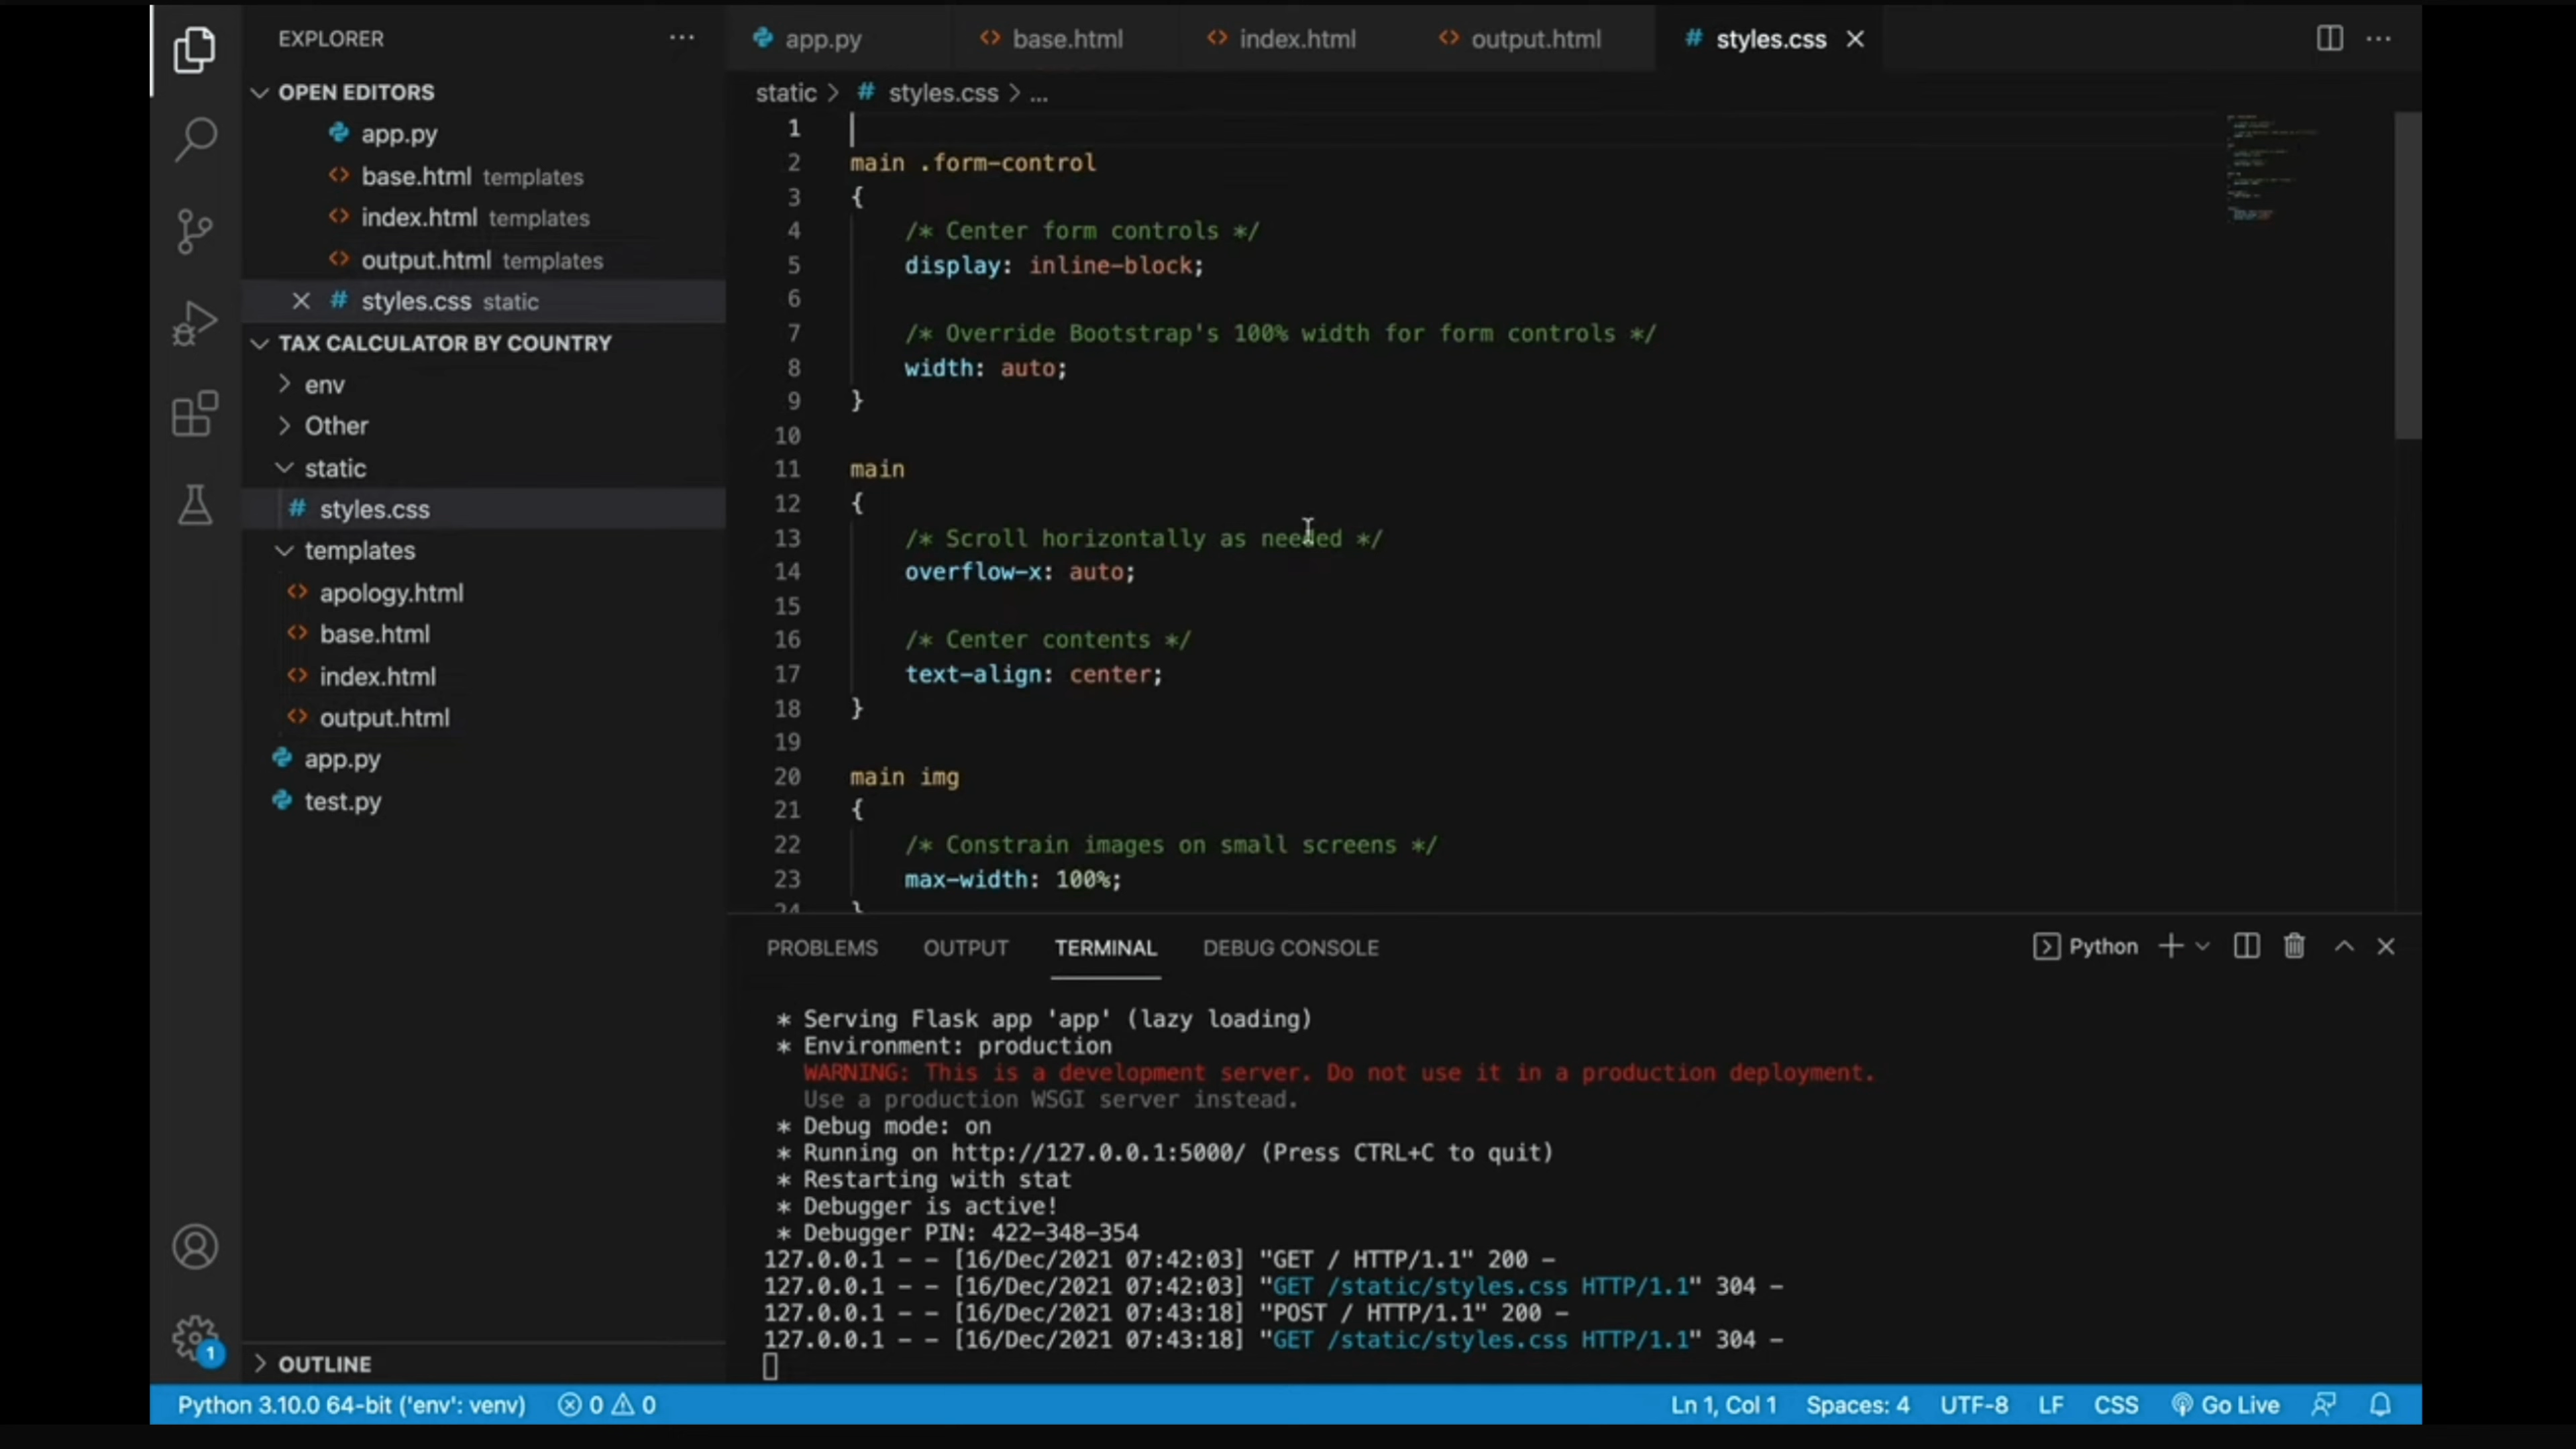 EXPLORER
OPEN EDITORS
app.py
base.html templates
index.html templates
output.html templates
styles.css static
TAX CALCULATOR BY COUNTRY
env
Other
static
styles.css
templates
apology.html
base.html
index.html
output.html
app.py
test.py
OUTLINE
app.py base.html index.html output.html styles.css
static > # styles.css > ...
1
2 main .form-control
3 {
4 /* Center form controls */
5 display: inline-block;
6
7 /* Override Bootstrap's 100% width for form controls */
8 width: auto;
9 }
10
11 main
12 {
13 /* Scroll horizontally as needed */
14 overflow-x: auto;
15
16 /* Center contents */
17 text-align: center;
18 }
19
20 main img
21 {
22 /* Constrain images on small screens */
23 max-width: 100%;
24 }
PROBLEMS OUTPUT TERMINAL DEBUG CONSOLE Python
* Serving Flask app 'app' (lazy loading)
* Environment: production
WARNING: This is a development server. Do not use it in a production deployment.
Use a production WSGI server instead.
* Debug mode: on
* Running on http://127.0.0.1:5000/ (Press CTRL+C to quit)
* Restarting with stat
* Debugger is active!
* Debugger PIN: 422-348-354
127.0.0.1 - - [16/Dec/2021 07:42:03] "GET / HTTP/1.1" 200 -
127.0.0.1 - - [16/Dec/2021 07:42:03] "GET /static/styles.css HTTP/1.1" 304 -
127.0.0.1 - - [16/Dec/2021 07:43:18] "POST / HTTP/1.1" 200 -
127.0.0.1 - - [16/Dec/2021 07:43:18] "GET /static/styles.css HTTP/1.1" 304 -
1
Python 3.10.0 64-bit ('env': venv) 0 0 Ln 1, Col 1 Spaces: 4 UTF-8 LF CSS Go Live